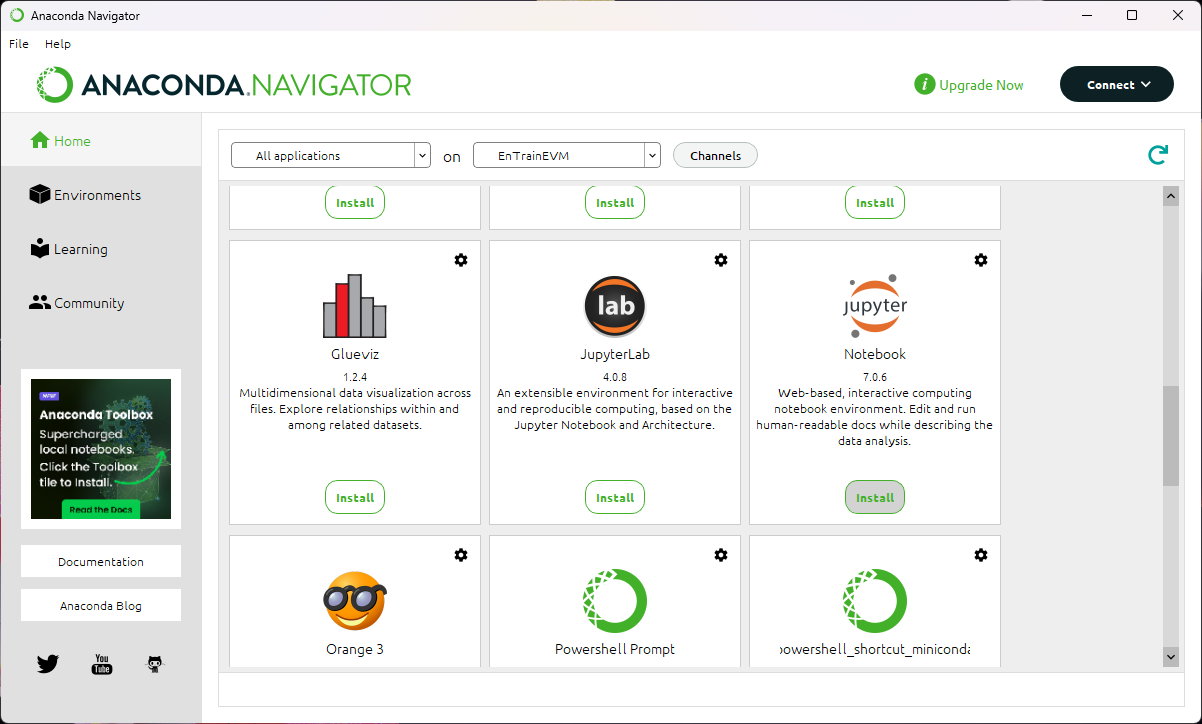 Anaconda Navigator
File Help
ANACONDA.NAVIGATOR
i Upgrade Now
Connect
Home
Environments
Learning
Community
NEW
Anaconda Toolbox
Supercharged
local notebooks.
Click the Toolbox
tile to Install.
Read the Docs
Documentation
Anaconda Blog
You
Tube
All applications on EnTrainEVM Channels
Install Install Install
Glueviz
1.2.4
Multidimensional data visualization across
files. Explore relationships within and
among related datasets.
Install
lab
JupyterLab
4.0.8
An extensible environment for interactive
and reproducible computing, based on the
Jupyter Notebook and Architecture.
Install
jupyter
Notebook
7.0.6
Web-based, interactive computing
notebook environment. Edit and run
human-readable docs while describing the
data analysis.
Install
Orange 3
Powershell Prompt
powershell_shortcut_miniconda